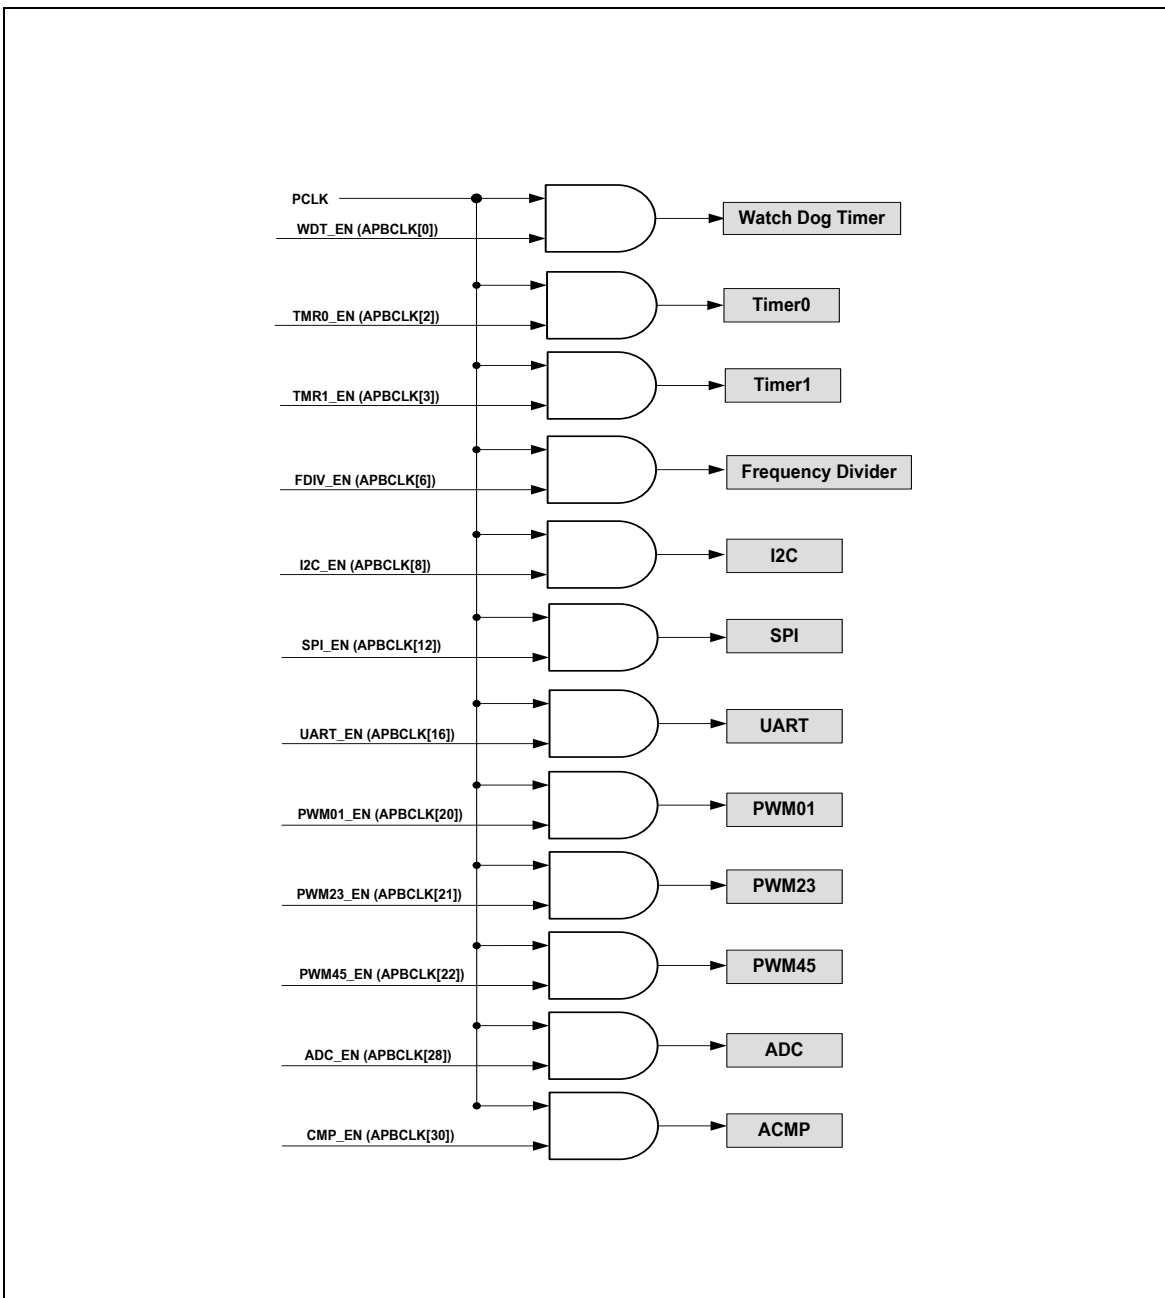 PCLK
WDT_EN (APBCLK[0])
Watch Dog Timer
TMR0_EN (APBCLK[2])
Timer0
TMR1_EN (APBCLK[3])
Timer1
FDIV_EN (APBCLK[6])
Frequency Divider
I2C_EN (APBCLK[8])
I2C
SPI_EN (APBCLK[12])
SPI
UART_EN (APBCLK[16])
UART
PWM01_EN (APBCLK[20])
PWM01
PWM23_EN (APBCLK[21])
PWM23
PWM45_EN (APBCLK[22])
PWM45
ADC_EN (APBCLK[28])
ADC
CMP_EN (APBCLK[30])
ACMP